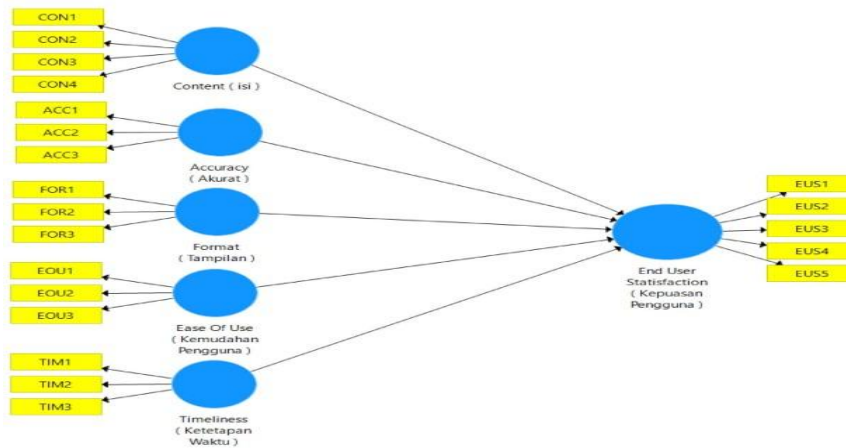 CON1
CON2
CON3
CON4
Content ( isi )
ACC1
ACC2
ACC3
Accuracy
( Akurat )
FOR1
FOR2
FOR3
Format
( Tampilan )
EOU1
EOU2
EOU3
Ease Of Use
( Kemudahan
Pengguna )
TIM1
TIM2
TIM3
Timeliness
( Ketetapan
Waktu )
End User
Statisfaction
( Kepuasan
Pengguna )
EUS1
EUS2
EUS3
EUS4
EUS5